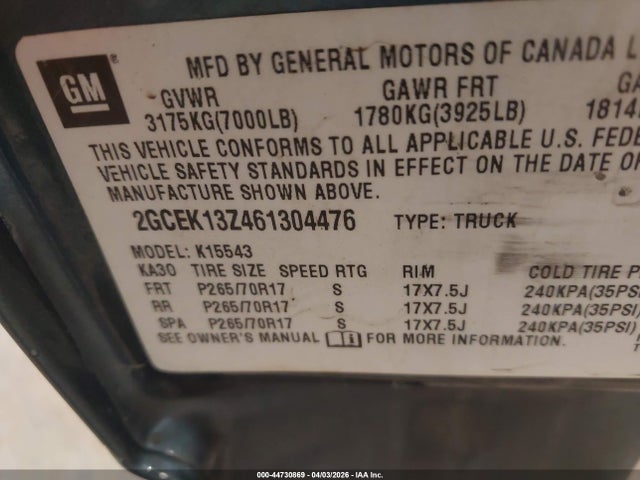 GM®
MFD BY GENERAL MOTORS OF CANADA L
GVWR GAWR FRT GA
3175KG(7000LB) 1780KG(3925LB) 1814
THIS VEHICLE CONFORMS TO ALL APPLICABLE U.S. FEDE
VEHICLE SAFETY STANDARDS IN EFFECT ON THE DATE OF
MANUFACTURE SHOWN ABOVE.
2GCEK13Z461304476 TYPE: TRUCK
MODEL: K15543
KA30 TIRE SIZE SPEED RTG RIM COLD TIRE P
FRT P265/70R17 S 17X7.5J 240KPA(35PSI)
RR P265/70R17 S 17X7.5J 240KPA(35PSI)
SPA P265/70R17 S 17X7.5J 240KPA(35PSI)
SEE OWNER'S MANUAL FOR MORE INFORMATION.
000-44730869 - 04/03/2026 - IAA Inc.